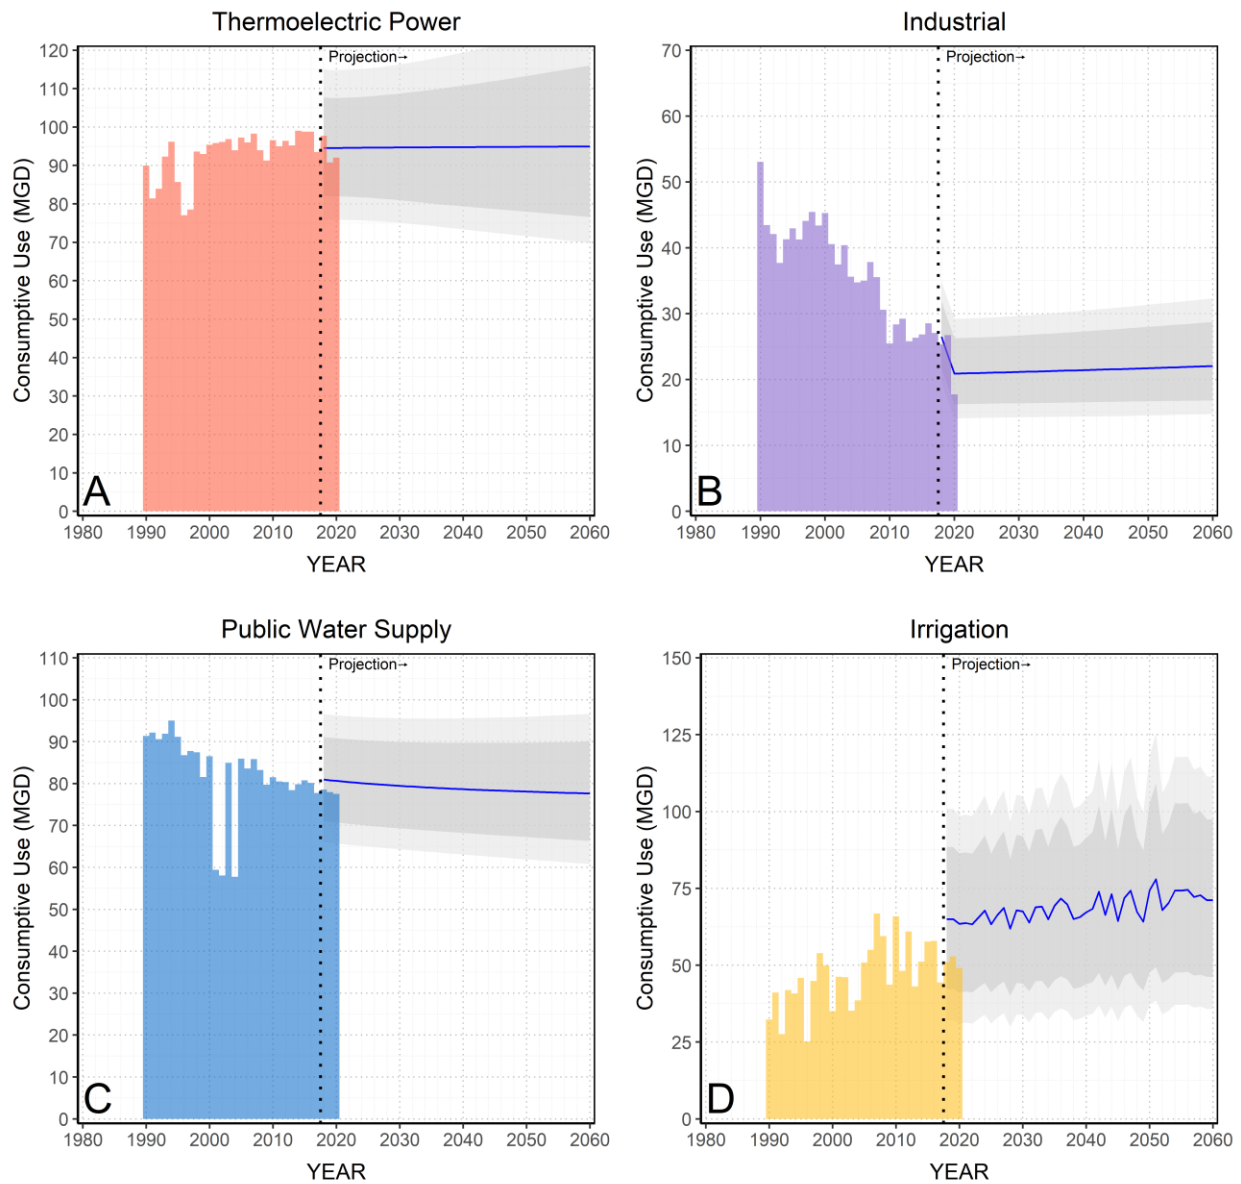 Thermoelectric Power
Projection→
Consumptive Use (MGD)
120
110
100
90
80
70
60
50
40
30
20
10
0
A
1980 1990 2000 2010 2020 2030 2040 2050 2060
YEAR
Industrial
Projection→
Consumptive Use (MGD)
70
60
50
40
30
20
10
0
B
1980 1990 2000 2010 2020 2030 2040 2050 2060
YEAR
Public Water Supply
Projection→
Consumptive Use (MGD)
110
100
90
80
70
60
50
40
30
20
10
0
C
1980 1990 2000 2010 2020 2030 2040 2050 2060
YEAR
Irrigation
Projection→
Consumptive Use (MGD)
150
125
100
75
50
25
0
D
1980 1990 2000 2010 2020 2030 2040 2050 2060
YEAR